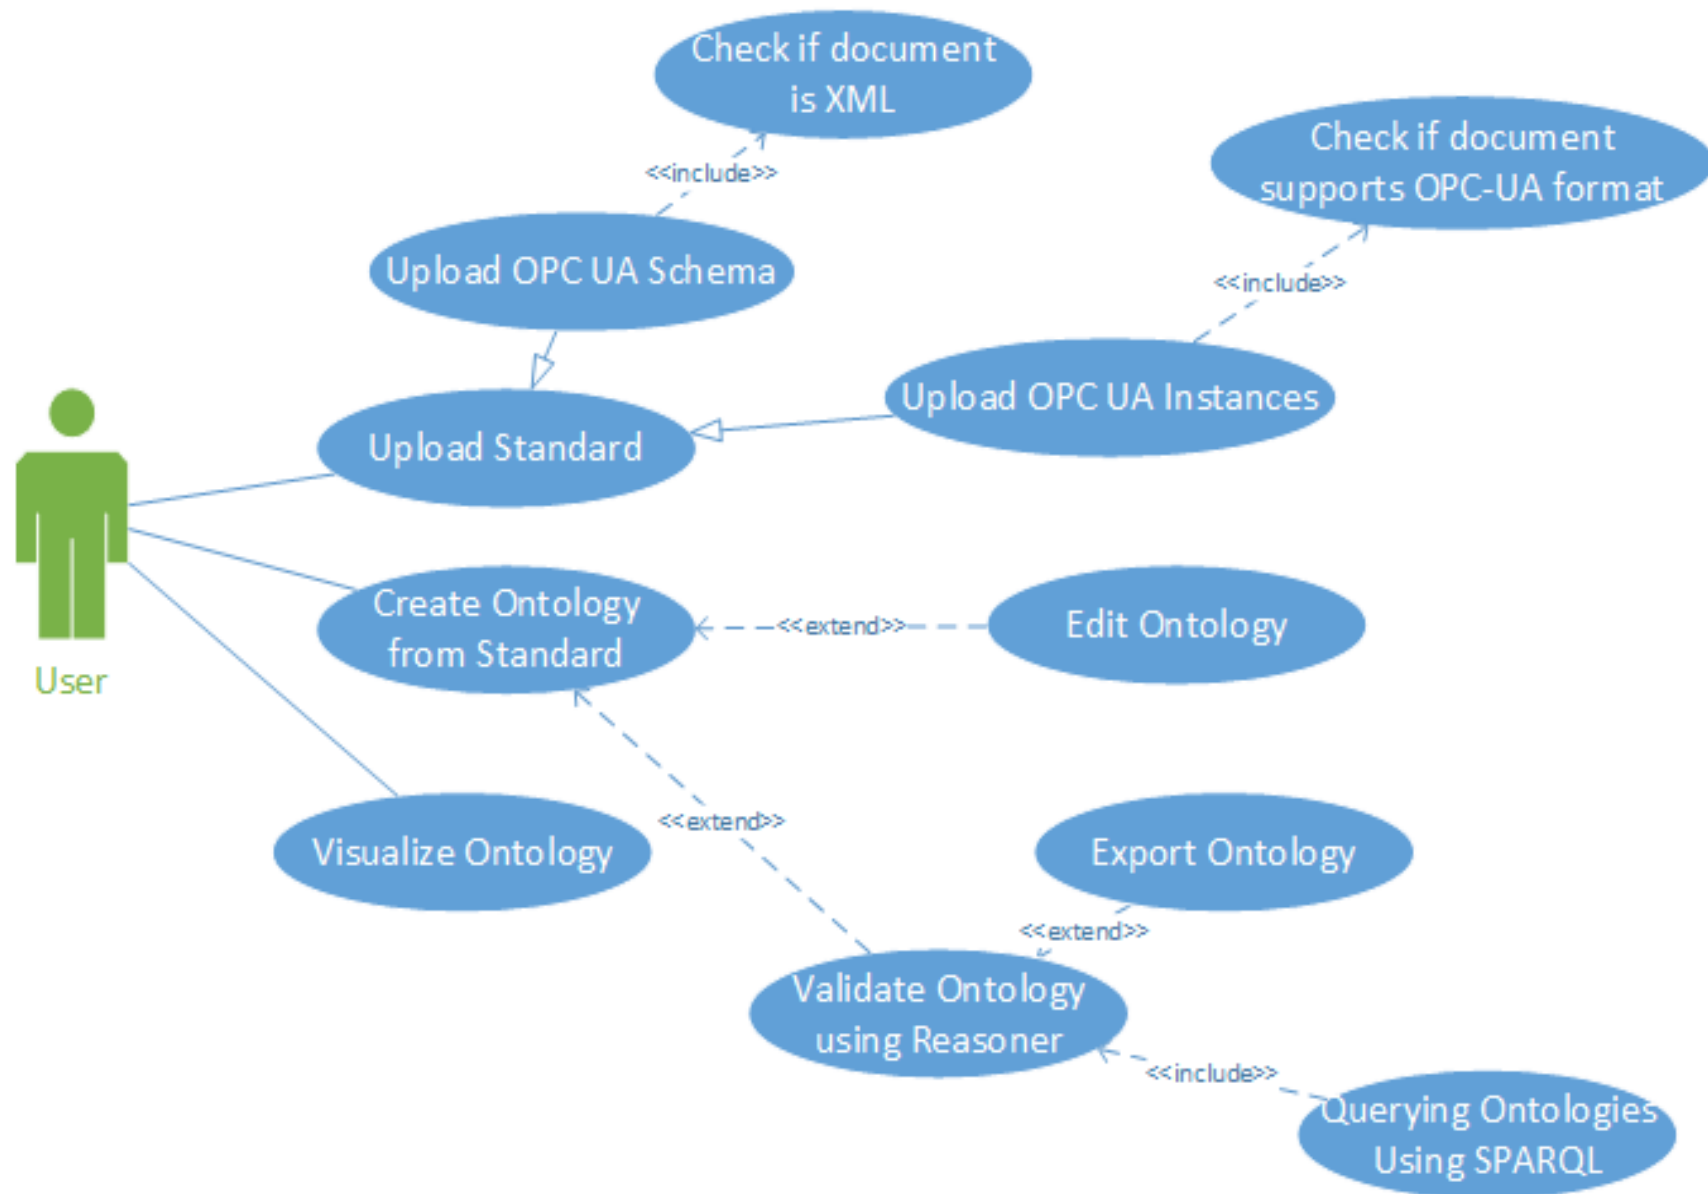 Check if document
is XML
Check if document
supports OPC-UA format
<<include>>
Upload OPC UA Schema
<<include>>
Upload OPC UA Instances
Upload Standard
Create Ontology
from Standard
<<extend>>
Edit Ontology
User
<<extend>>
Visualize Ontology
Export Ontology
<<extend>>
Validate Ontology
using Reasoner
<<include>>
Querying Ontologies
Using SPARQL